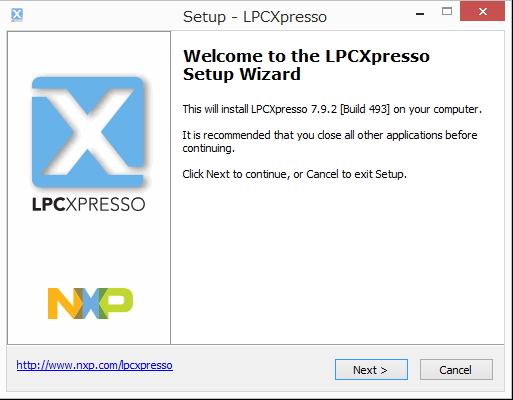 Setup - LPCXpresso
Welcome to the LPCXpresso
Setup Wizard
This will install LPCXpresso 7.9.2 [Build 493] on your computer.
It is recommended that you close all other applications before
continuing.
Click Next to continue, or Cancel to exit Setup.
X
LPCXPRESSO
NXP
http://www.nxp.com/lpcxpresso
Next >
Cancel